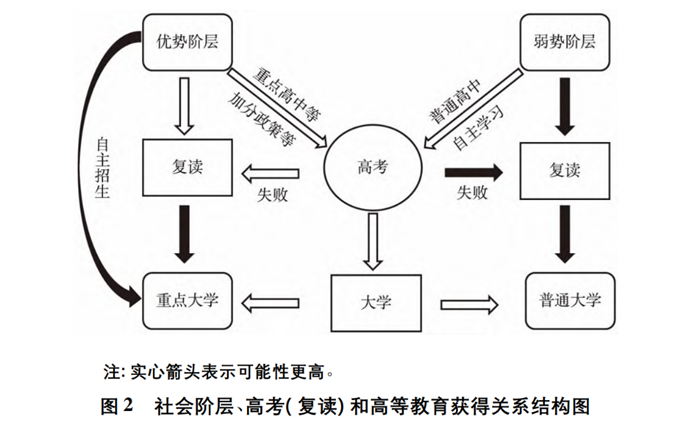 优势阶层
弱势阶层
重点高中等
加分政策等
普通高中
自主学习
自主招生
复读
失败
高考
失败
复读
重点大学
大学
普通大学
注: 实心箭头表示可能性更高。
图 2 社会阶层、高考( 复读) 和高等教育获得关系结构图